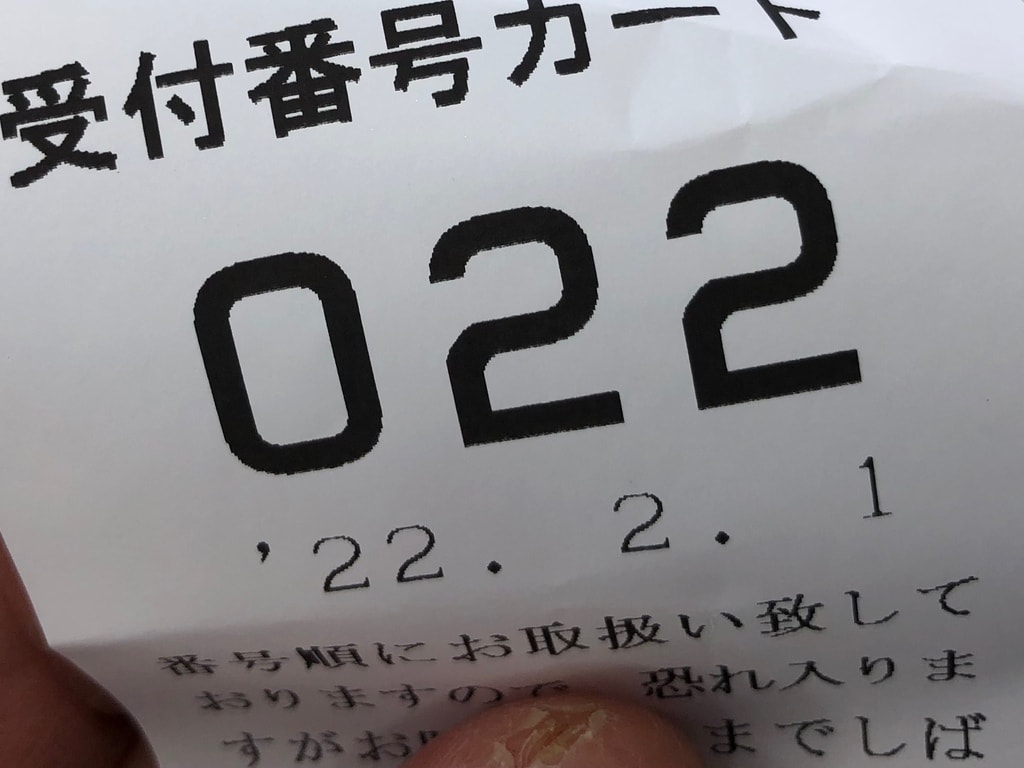 受付番号カード
022
'22. 2. 1
番号順にお取扱い致して
おりますので 恐れ入りま
すがお までしば